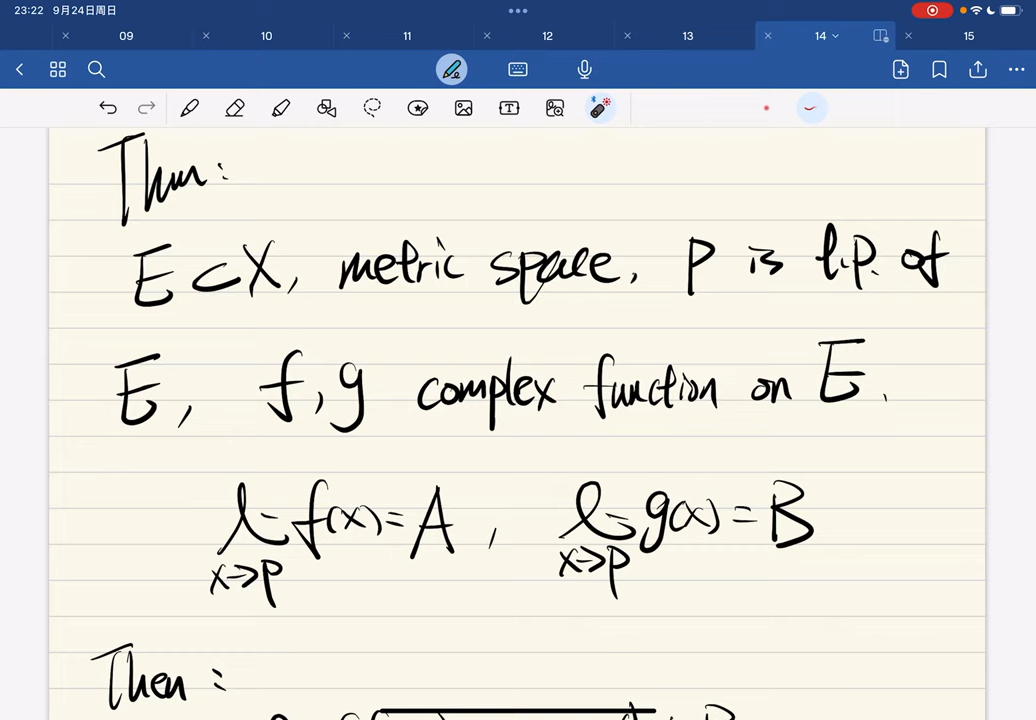 23:22 9月24日周日
09 10 11 12 13 14 15
Thm:
E⊂X, metric space, p is l.p. of
E, f,g complex function on E.
lim f(x)=A, lim g(x)=B
x→p x→p
Then: